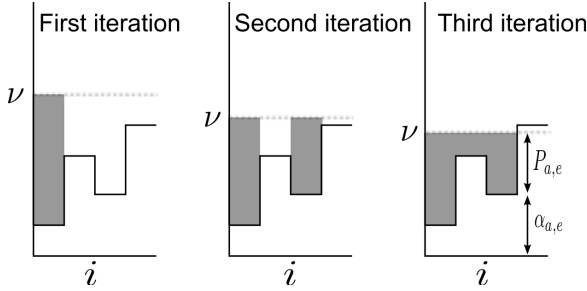 First iteration
Second iteration
Third iteration
ν
ν
ν
P_{a,e}
α_{a,e}
i
i
i